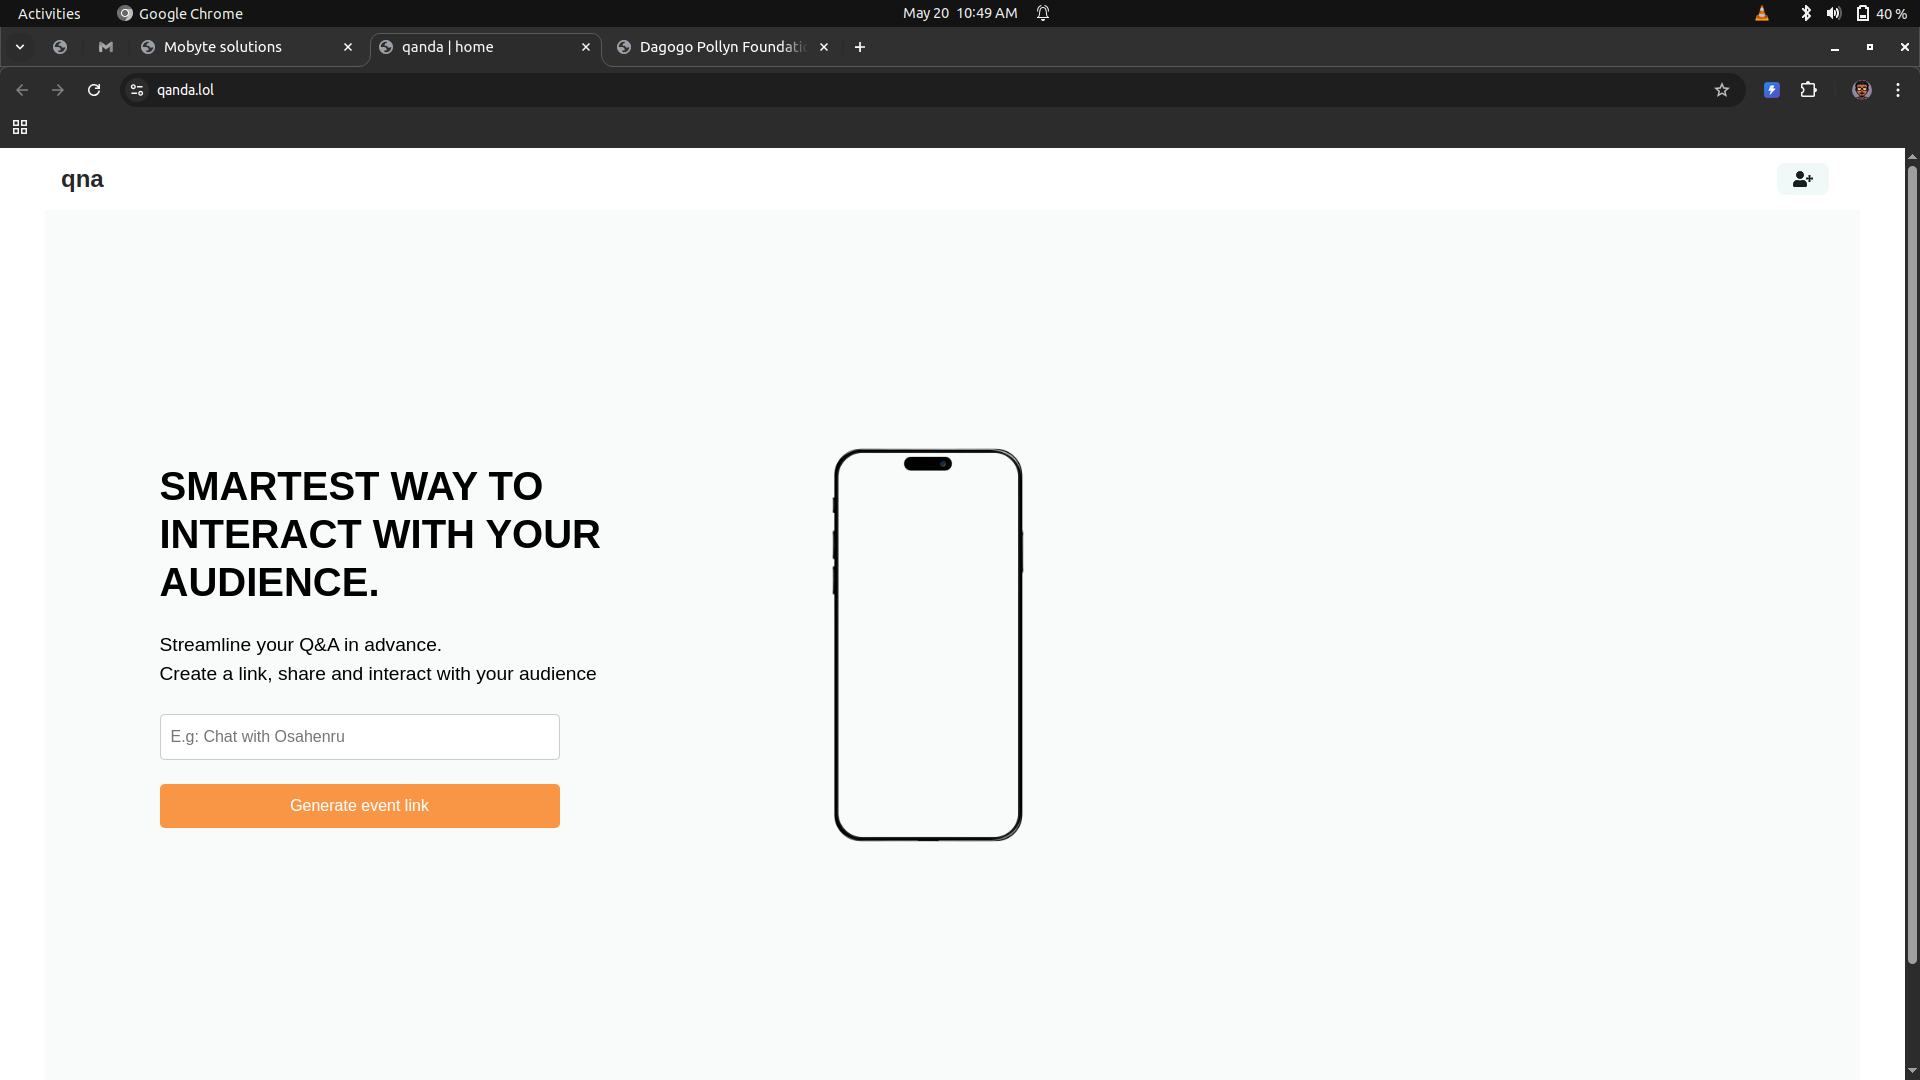 Activities
Google Chrome
May 20 10:49 AM
40 %
Mobyte solutions
qanda | home
Dagogo Pollyn Foundati
qanda.lol
qna
SMARTEST WAY TO
INTERACT WITH YOUR
AUDIENCE.
Streamline your Q&A in advance.
Create a link, share and interact with your audience
E.g: Chat with Osahenru
Generate event link